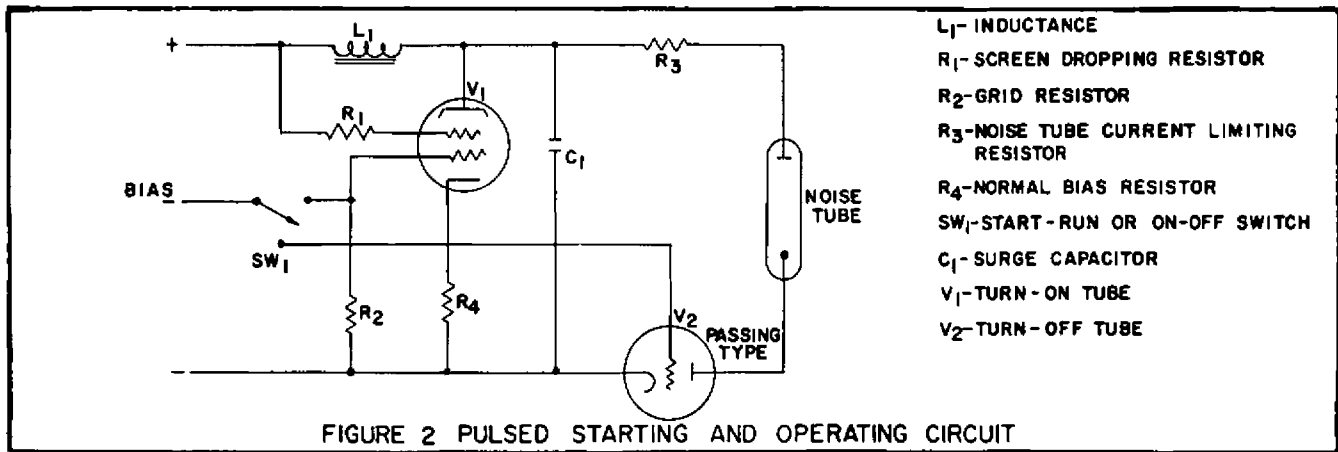 +
L1
R3
V1
R1
C1
BIAS
–
SW1
R2
R4
V2
PASSING
TYPE
NOISE
TUBE
–
L1- INDUCTANCE
R1- SCREEN DROPPING RESISTOR
R2- GRID RESISTOR
R3- NOISE TUBE CURRENT LIMITING
RESISTOR
R4- NORMAL BIAS RESISTOR
SW1- START-RUN OR ON-OFF SWITCH
C1- SURGE CAPACITOR
V1- TURN-ON TUBE
V2- TURN-OFF TUBE
FIGURE 2 PULSED STARTING AND OPERATING CIRCUIT